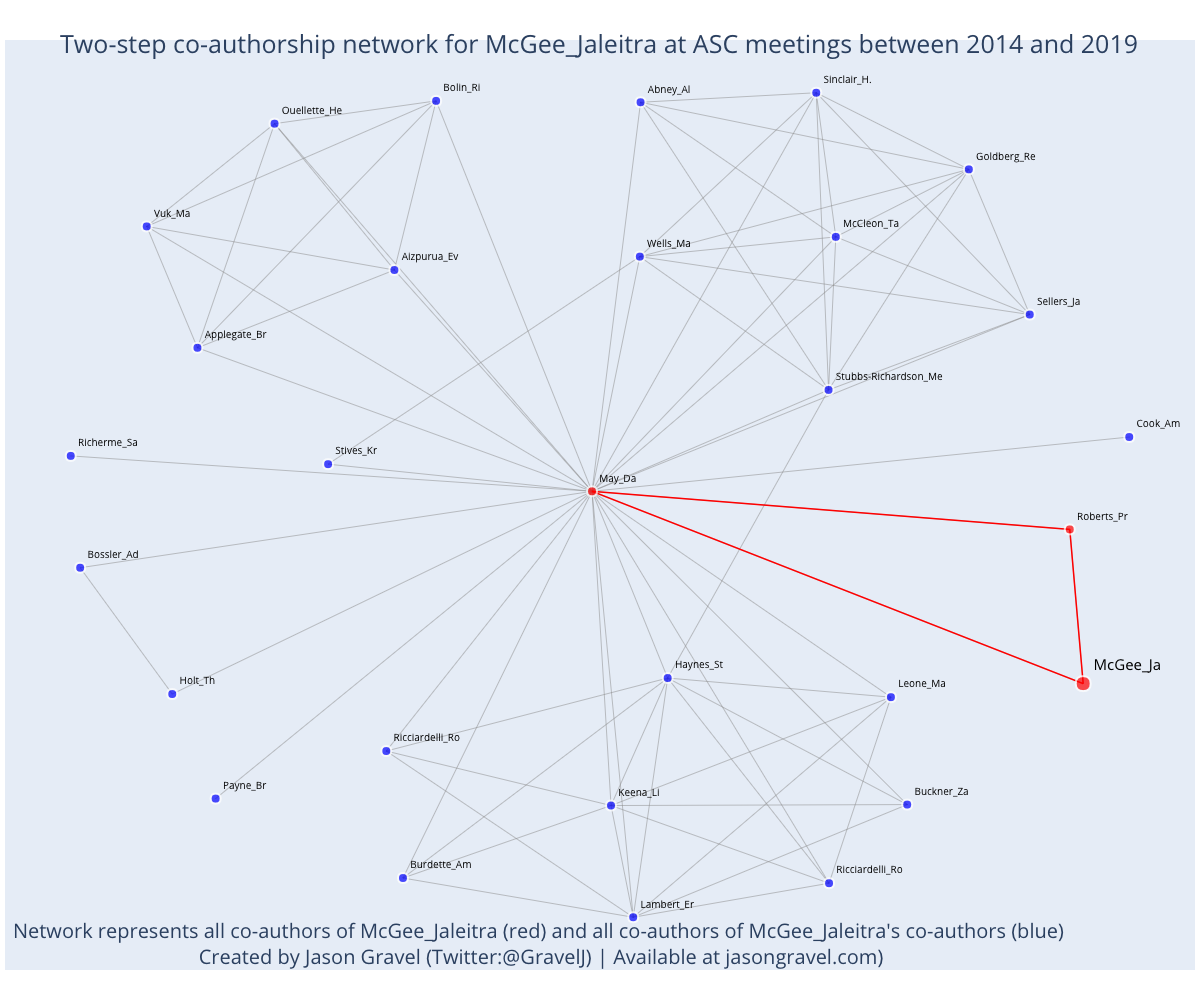 Two-step co-authorship network for McGee_Jaleitra at ASC meetings between 2014 and 2019
Sinclair_H.
Bolin_Ri
Abney_Al
Ouellette_He
Goldberg_Re
Vuk_Ma
McCleon_Ta
Wells_Ma
Aizpurua_Ev
Sellers_Ja
Applegate_Br
Stubbs-Richardson_Me
Cook_Am
Richerme_Sa
Stives_Kr
May_Da
Roberts_Pr
Bossler_Ad
McGee_Ja
Haynes_St
Holt_Th
Leone_Ma
Ricciardelli_Ro
Payne_Br
Keena_Li
Buckner_Za
Burdette_Am
Ricciardelli_Ro
Lambert_Er
Network represents all co-authors of McGee_Jaleitra (red) and all co-authors of McGee_Jaleitra's co-authors (blue)
Created by Jason Gravel (Twitter:@GravelJ) | Available at jasongravel.com)